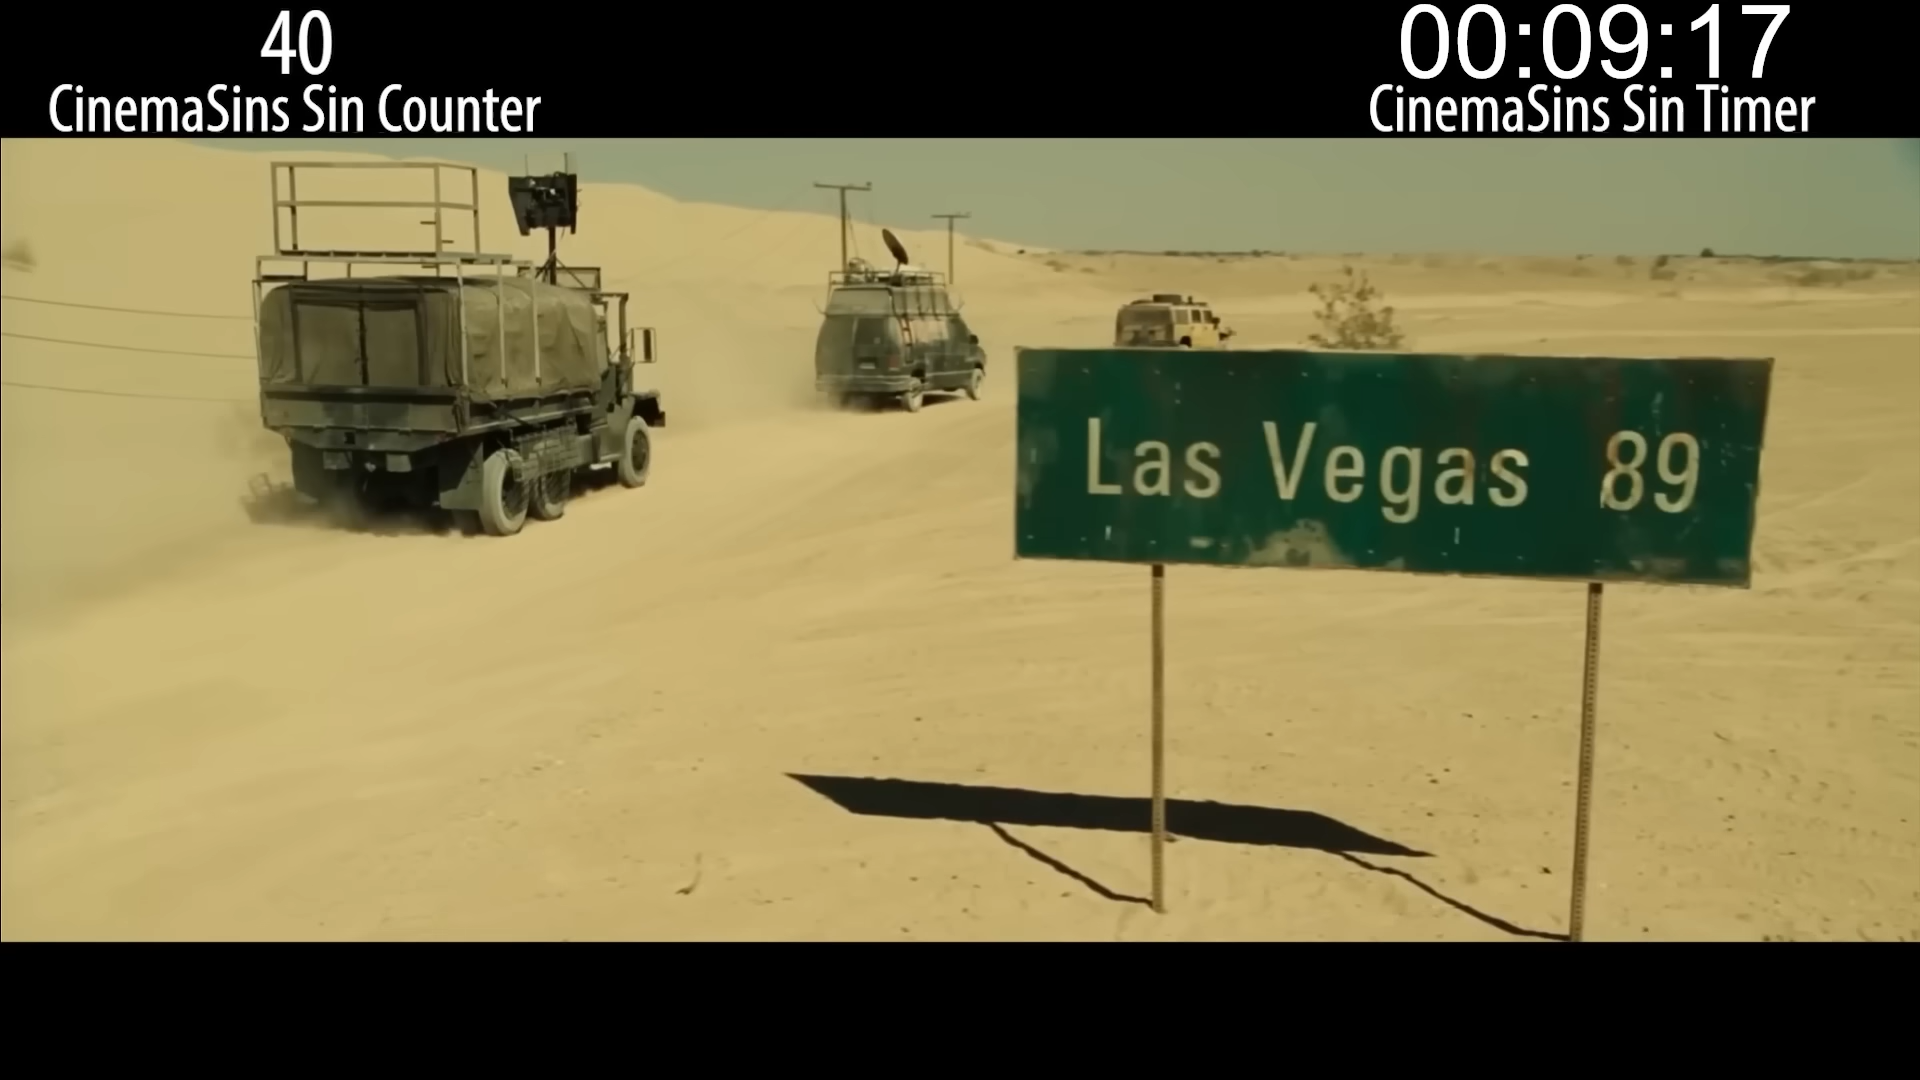 40
CinemaSins Sin Counter
00:09:17
CinemaSins Sin Timer
Las Vegas 89